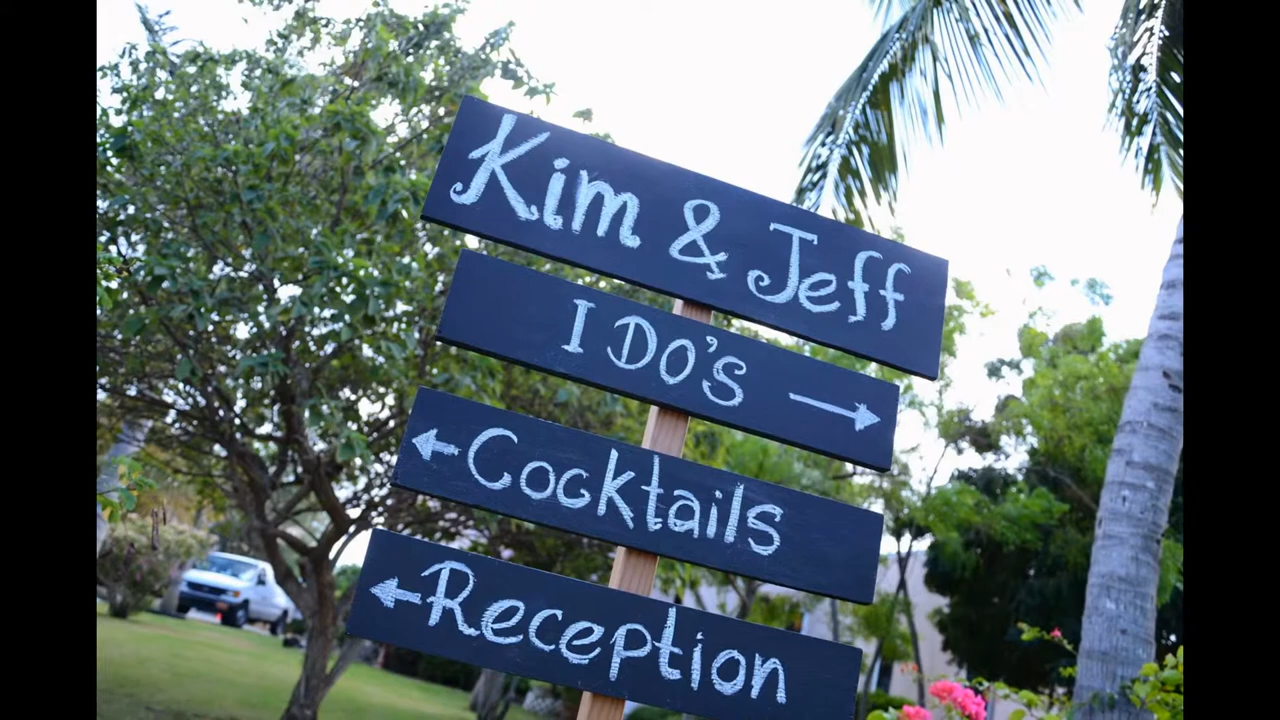 Kim & Jeff
I DO'S →
← Cocktails
← Reception